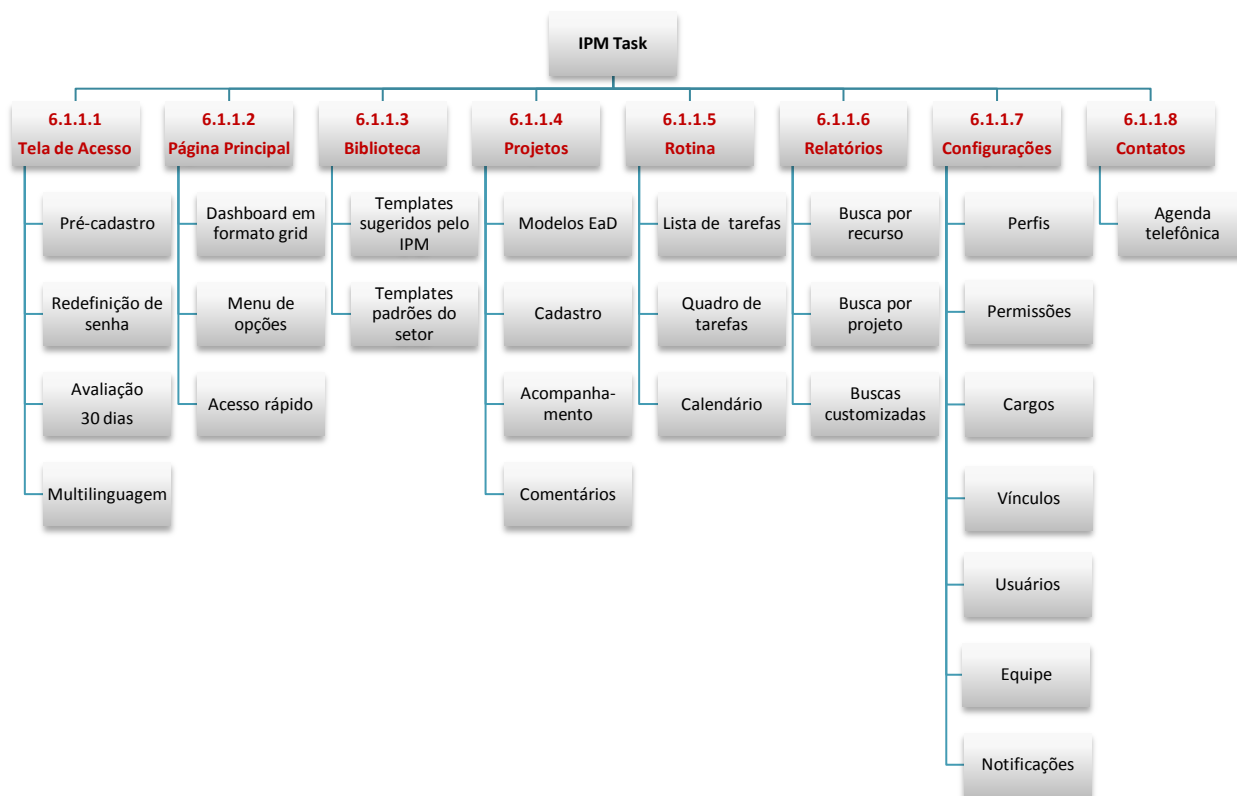 IPM Task
6.1.1.1
Tela de Acesso
Pré-cadastro
Redefinição de
senha
Avaliação
30 dias
Multilinguagem
6.1.1.2
Página Principal
Dashboard em
formato grid
Menu de
opções
Acesso rápido
6.1.1.3
Biblioteca
Templates
sugeridos pelo
IPM
Templates
padrões do
setor
6.1.1.4
Projetos
Modelos EaD
Cadastro
Acompanha-
mento
Comentários
6.1.1.5
Rotina
Lista de tarefas
Quadro de
tarefas
Calendário
6.1.1.6
Relatórios
Busca por
recurso
Busca por
projeto
Buscas
customizadas
6.1.1.7
Configurações
Perfis
Permissões
Cargos
Vínculos
Usuários
Equipe
Notificações
6.1.1.8
Contatos
Agenda
telefônica